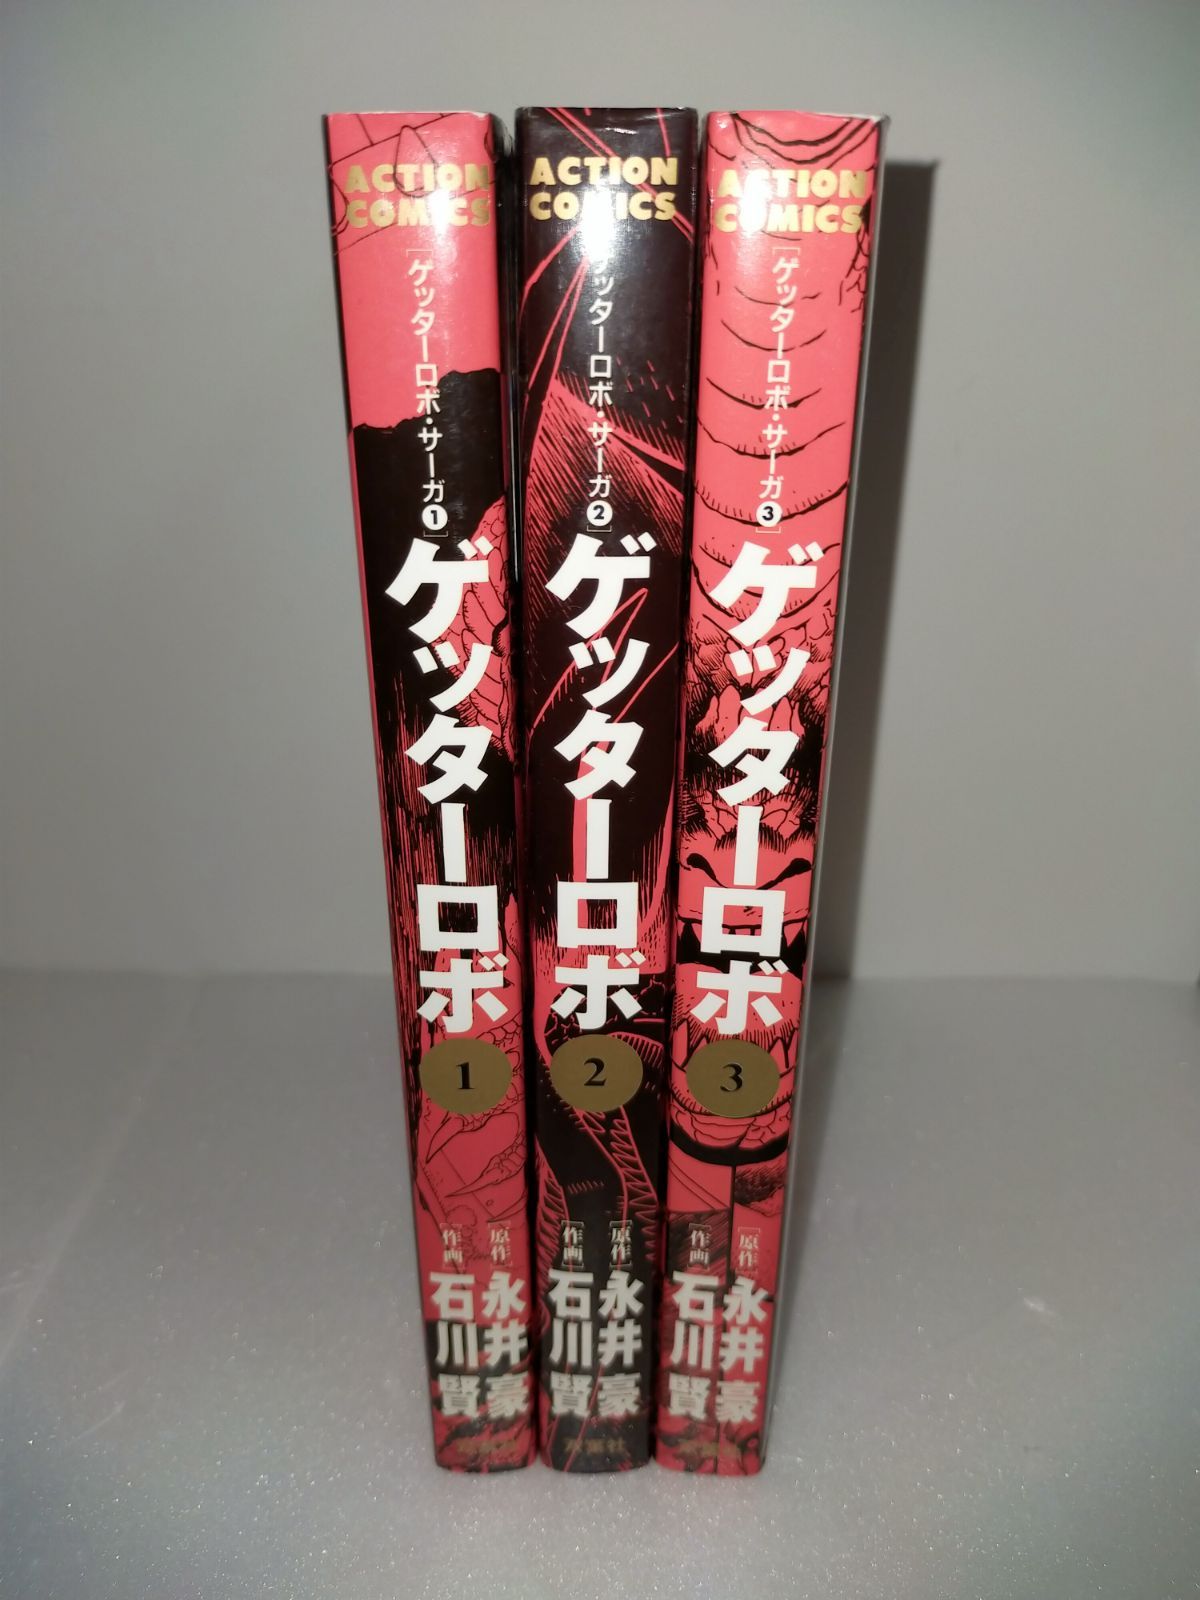 ACTION
COMICS
[ゲッターロボ・サーガ❶]
ゲッターロボ
1
[原作]
永井豪
[作画]
石川賢
ACTION
COMICS
[ゲッターロボ・サーガ❷]
ゲッターロボ
2
[原作]
永井豪
[作画]
石川賢
双葉社
ACTION
COMICS
[ゲッターロボ・サーガ❸]
ゲッターロボ
3
[原作]
永井豪
[作画]
石川賢